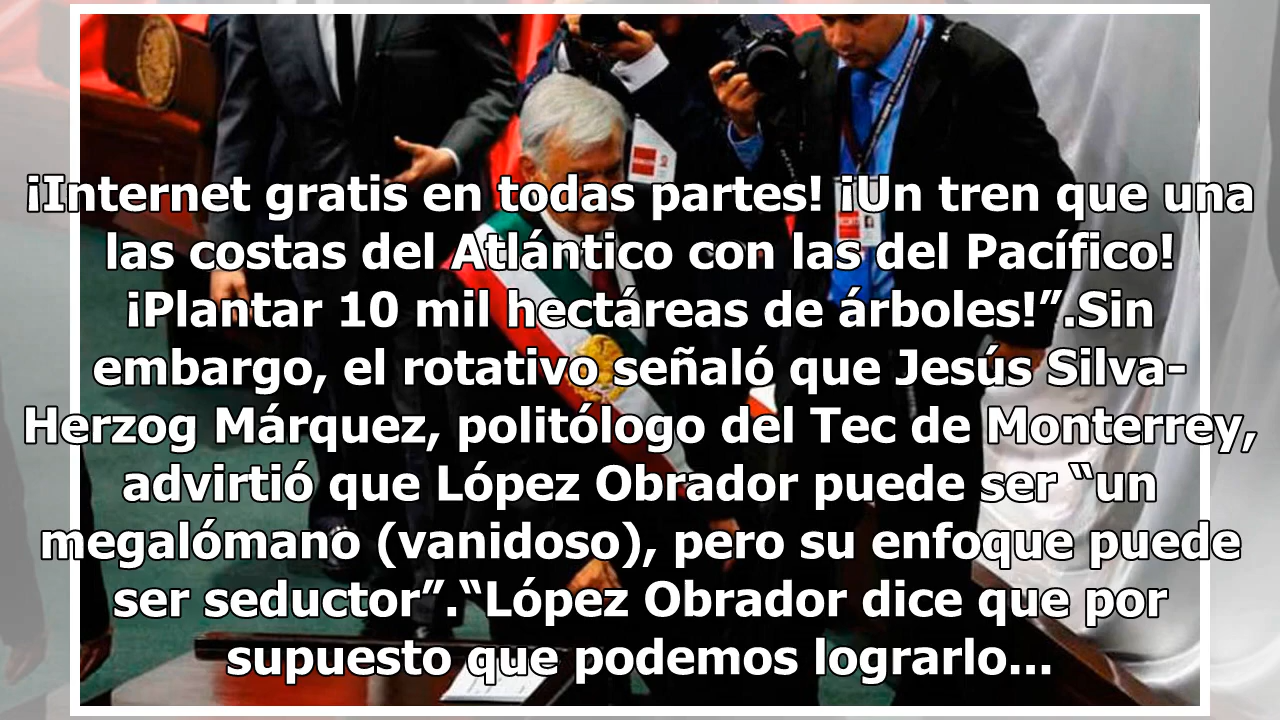 ¡Internet gratis en todas partes! ¡Un tren que una
las costas del Atlántico con las del Pacífico!
¡Plantar 10 mil hectáreas de árboles!”.Sin
embargo, el rotativo señaló que Jesús Silva-
Herzog Márquez, politólogo del Tec de Monterrey,
advirtió que López Obrador puede ser “un
megalómano (vanidoso), pero su enfoque puede
ser seductor”.“López Obrador dice que por
supuesto que podemos lograrlo...